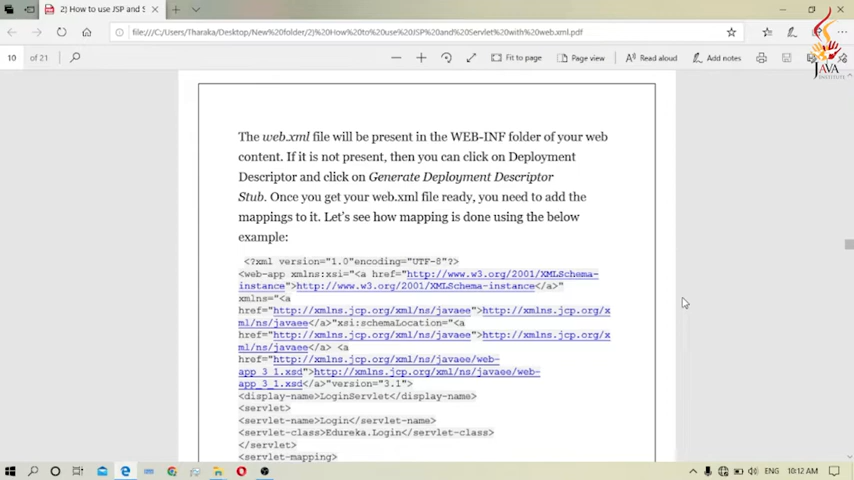 2) How to use JSP and S
file:///C:/Users/Tharaka/Desktop/New%20folder/2)%20How%20to%20use%20JSP%20and%20Servlet%20with%20web.xml.pdf
10 of 21
Fit to page
Page view
Read aloud
Add notes
JAVA
INSTITUTE
The web.xml file will be present in the WEB-INF folder of your web
content. If it is not present, then you can click on Deployment
Descriptor and click on Generate Deployment Descriptor
Stub. Once you get your web.xml file ready, you need to add the
mappings to it. Let's see how mapping is done using the below
example:
<?xml version="1.0"encoding="UTF-8"?>
<web-app xmlns:xsi="<a href="http://www.w3.org/2001/XMLSchema-
instance">http://www.w3.org/2001/XMLSchema-instance</a>"
xmlns="<a
href="http://xmlns.jcp.org/xml/ns/javaee">http://xmlns.jcp.org/x
ml/ns/javaee</a>"xsi:schemaLocation="<a
href="http://xmlns.jcp.org/xml/ns/javaee">http://xmlns.jcp.org/x
ml/ns/javaee</a> <a
href="http://xmlns.jcp.org/xml/ns/javaee/web-
app_3_1.xsd">http://xmlns.jcp.org/xml/ns/javaee/web-
app_3_1.xsd</a>"version="3.1">
<display-name>LoginServlet</display-name>
<servlet>
<servlet-name>Login</servlet-name>
<servlet-class>Edureka.Login</servlet-class>
</servlet>
<servlet-mapping>
ENG
10:12 AM